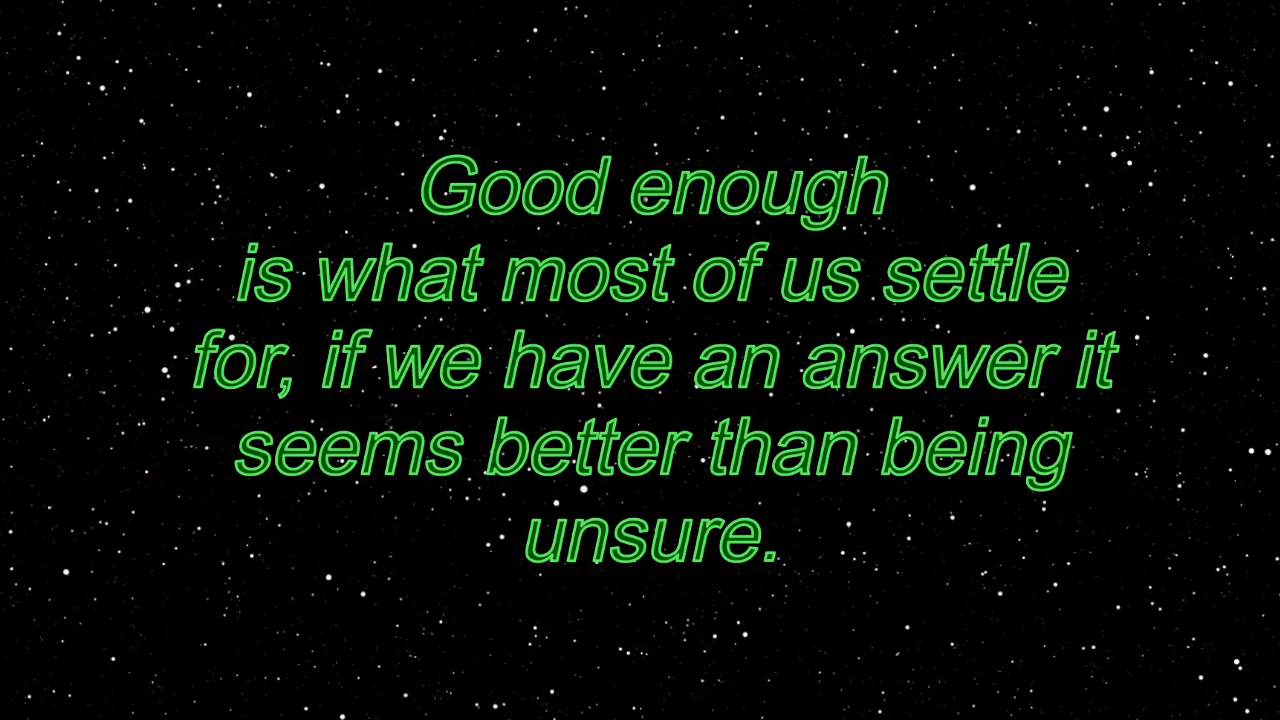 Good enough
is what most of us settle
for, if we have an answer it
seems better than being
unsure.